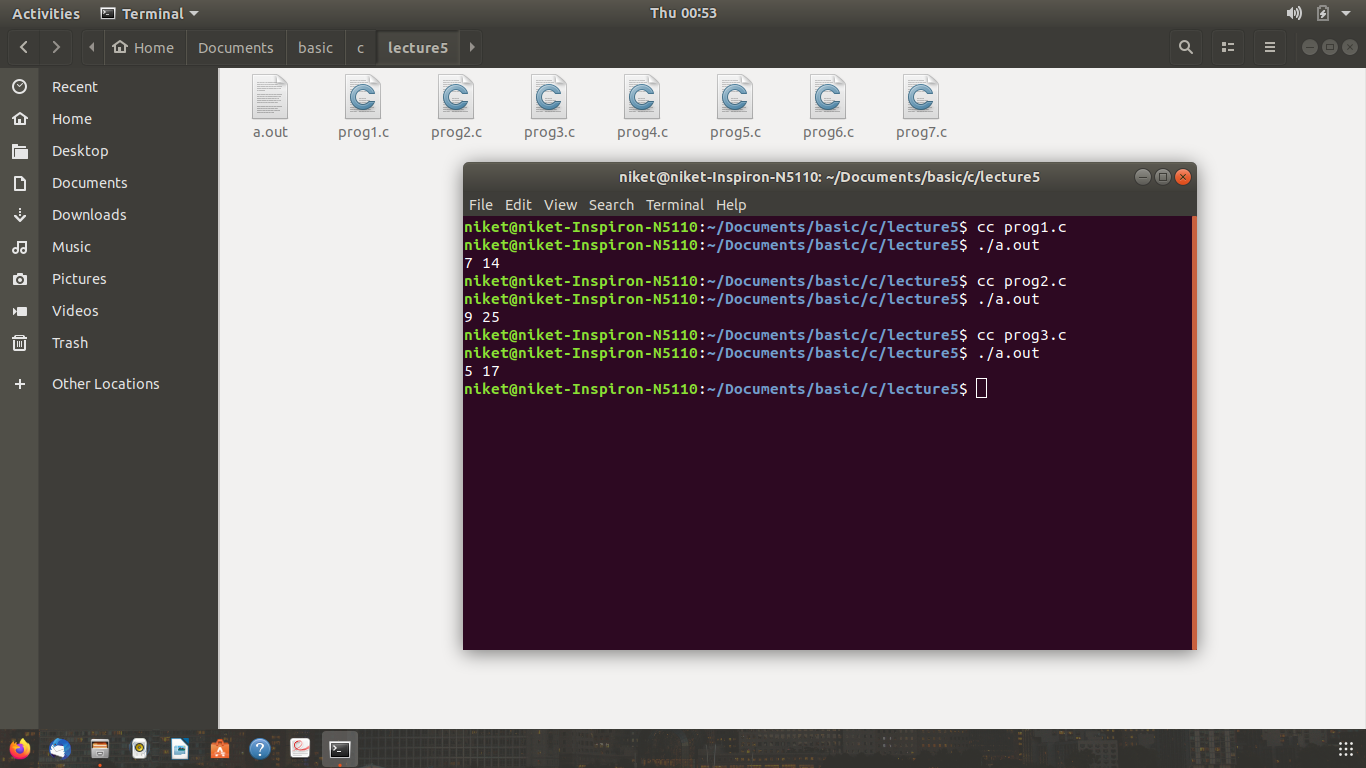 Activities Terminal Thu 00:53
Home Documents basic c lecture5
Recent
Home
Desktop
Documents
Downloads
Music
Pictures
Videos
Trash
Other Locations
a.out prog1.c prog2.c prog3.c prog4.c prog5.c prog6.c prog7.c
niket@niket-Inspiron-N5110: ~/Documents/basic/c/lecture5
File Edit View Search Terminal Help
niket@niket-Inspiron-N5110:~/Documents/basic/c/lecture5$ cc prog1.c
niket@niket-Inspiron-N5110:~/Documents/basic/c/lecture5$ ./a.out
7 14
niket@niket-Inspiron-N5110:~/Documents/basic/c/lecture5$ cc prog2.c
niket@niket-Inspiron-N5110:~/Documents/basic/c/lecture5$ ./a.out
9 25
niket@niket-Inspiron-N5110:~/Documents/basic/c/lecture5$ cc prog3.c
niket@niket-Inspiron-N5110:~/Documents/basic/c/lecture5$ ./a.out
5 17
niket@niket-Inspiron-N5110:~/Documents/basic/c/lecture5$